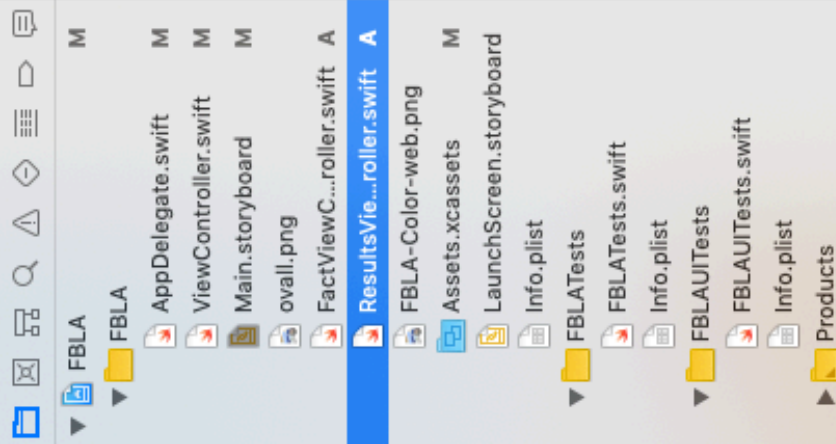 FBLA M
FBLA
AppDelegate.swift M
ViewController.swift M
Main.storyboard M
ovall.png
FactViewC...roller.swift A
ResultsVie...roller.swift A
FBLA-Color-web.png
Assets.xcassets M
LaunchScreen.storyboard
Info.plist
FBLATests
FBLATests.swift
Info.plist
FBLAUITests
FBLAUITests.swift
Info.plist
Products